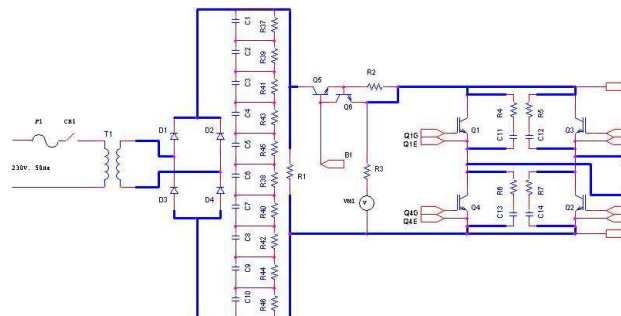 C1
R37
C2
R39
C3
R41
C4
R43
C5
R45
C6
R38
C7
R40
C8
R42
C9
R44
C10
R46
F1
CB1
T1
230V. 50Hz
D1
D2
D3
D4
R1
Q5
Q6
R2
B1
R3
VM1
V
Q1G
Q1E
Q1
R4
R5
C11
C12
Q3
Q4G
Q4E
Q4
R6
R7
C13
C14
Q2